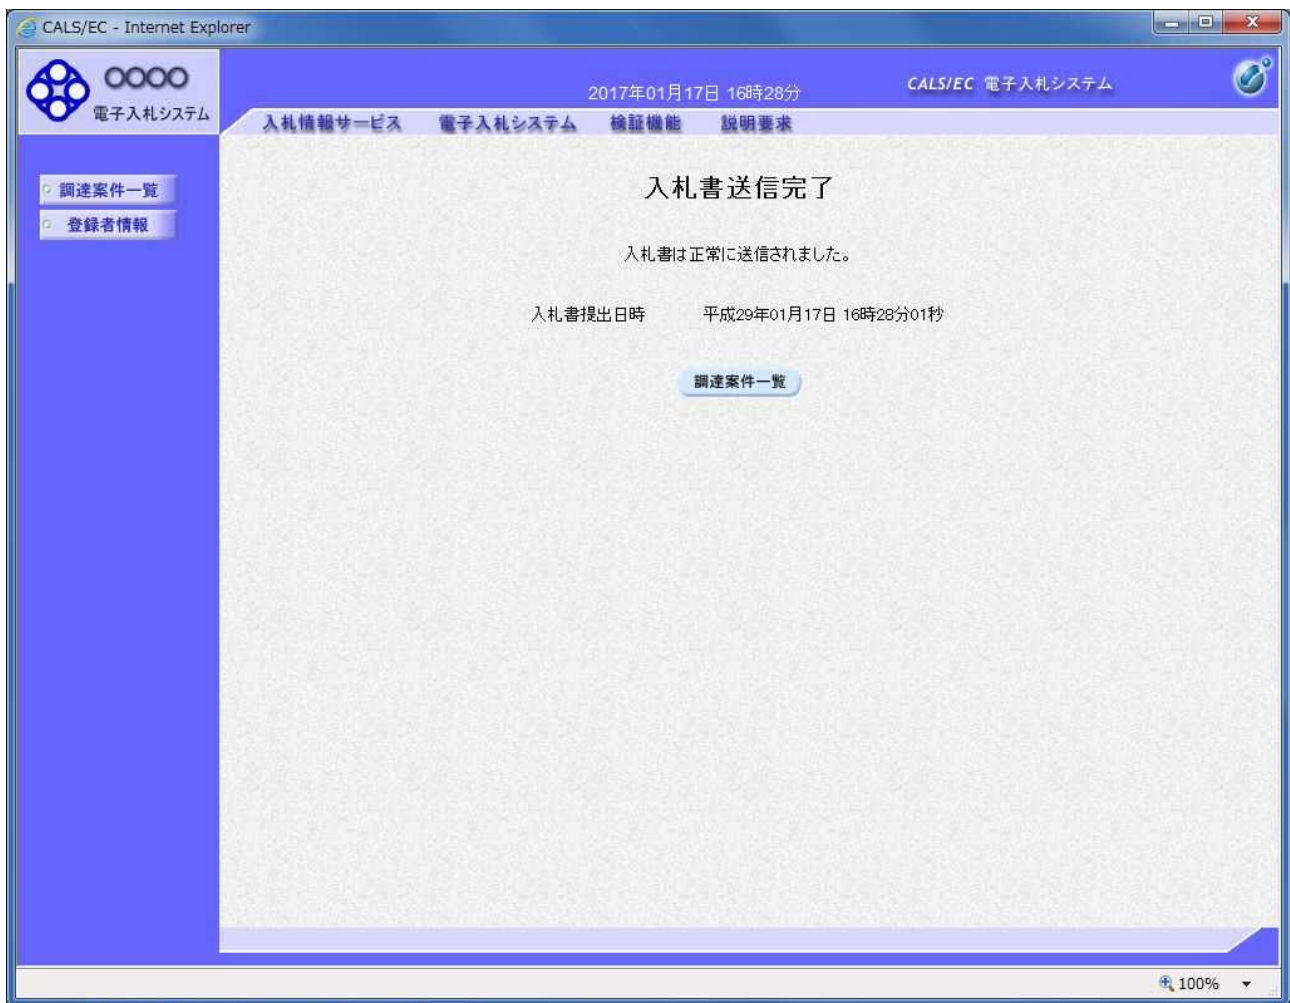 CALS/EC - Internet Explorer
○○○○
電子入札システム
2017年01月17日 16時28分
CALS/EC 電子入札システム
入札情報サービス 電子入札システム 検証機能 説明要求
調達案件一覧
登録者情報
入札書送信完了
入札書は正常に送信されました。
入札書提出日時 平成29年01月17日 16時28分01秒
調達案件一覧
100%